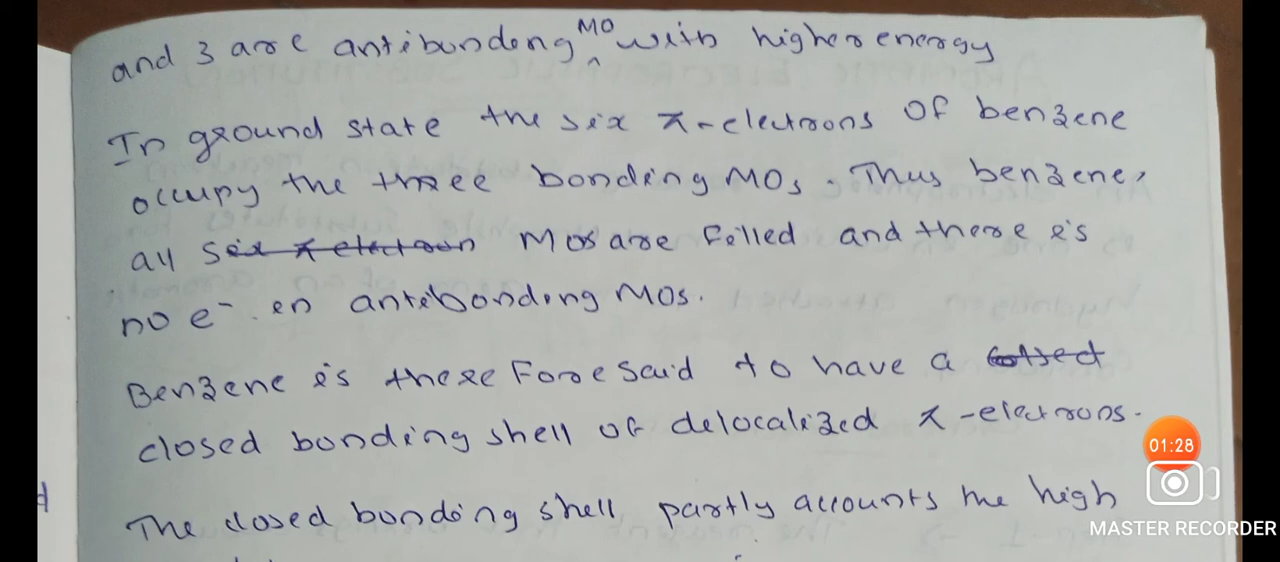 and 3 are antibonding MO with higher energy
In ground state the six π-electrons of benzene
occupy the three bonding MOs. Thus benzene,
all six π electron MOs are filled and there is
no e⁻ in antibonding MOs.
Benzene is therefore said to have a
closed bonding shell of delocalized π-electrons.
The closed bonding shell partly accounts the high
01:28
MASTER RECORDER